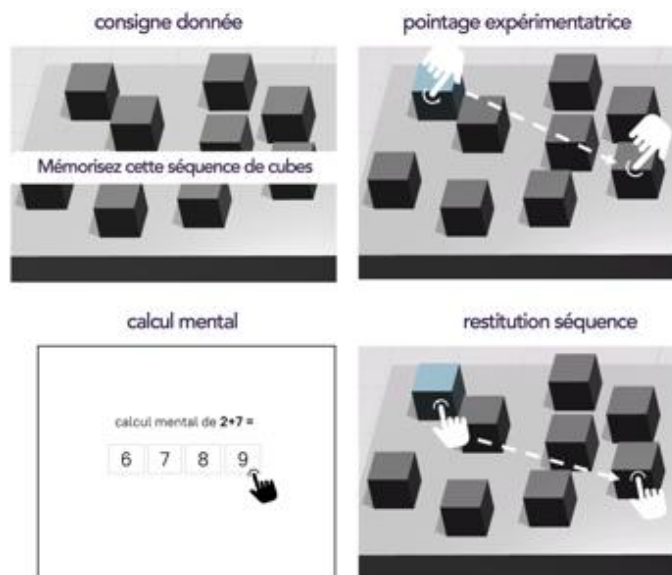 consigne donnée
pointage expérimentatrice
Mémorisez cette séquence de cubes
calcul mental
restitution séquence
calcul mental de 2+7 =
6 7 8 9